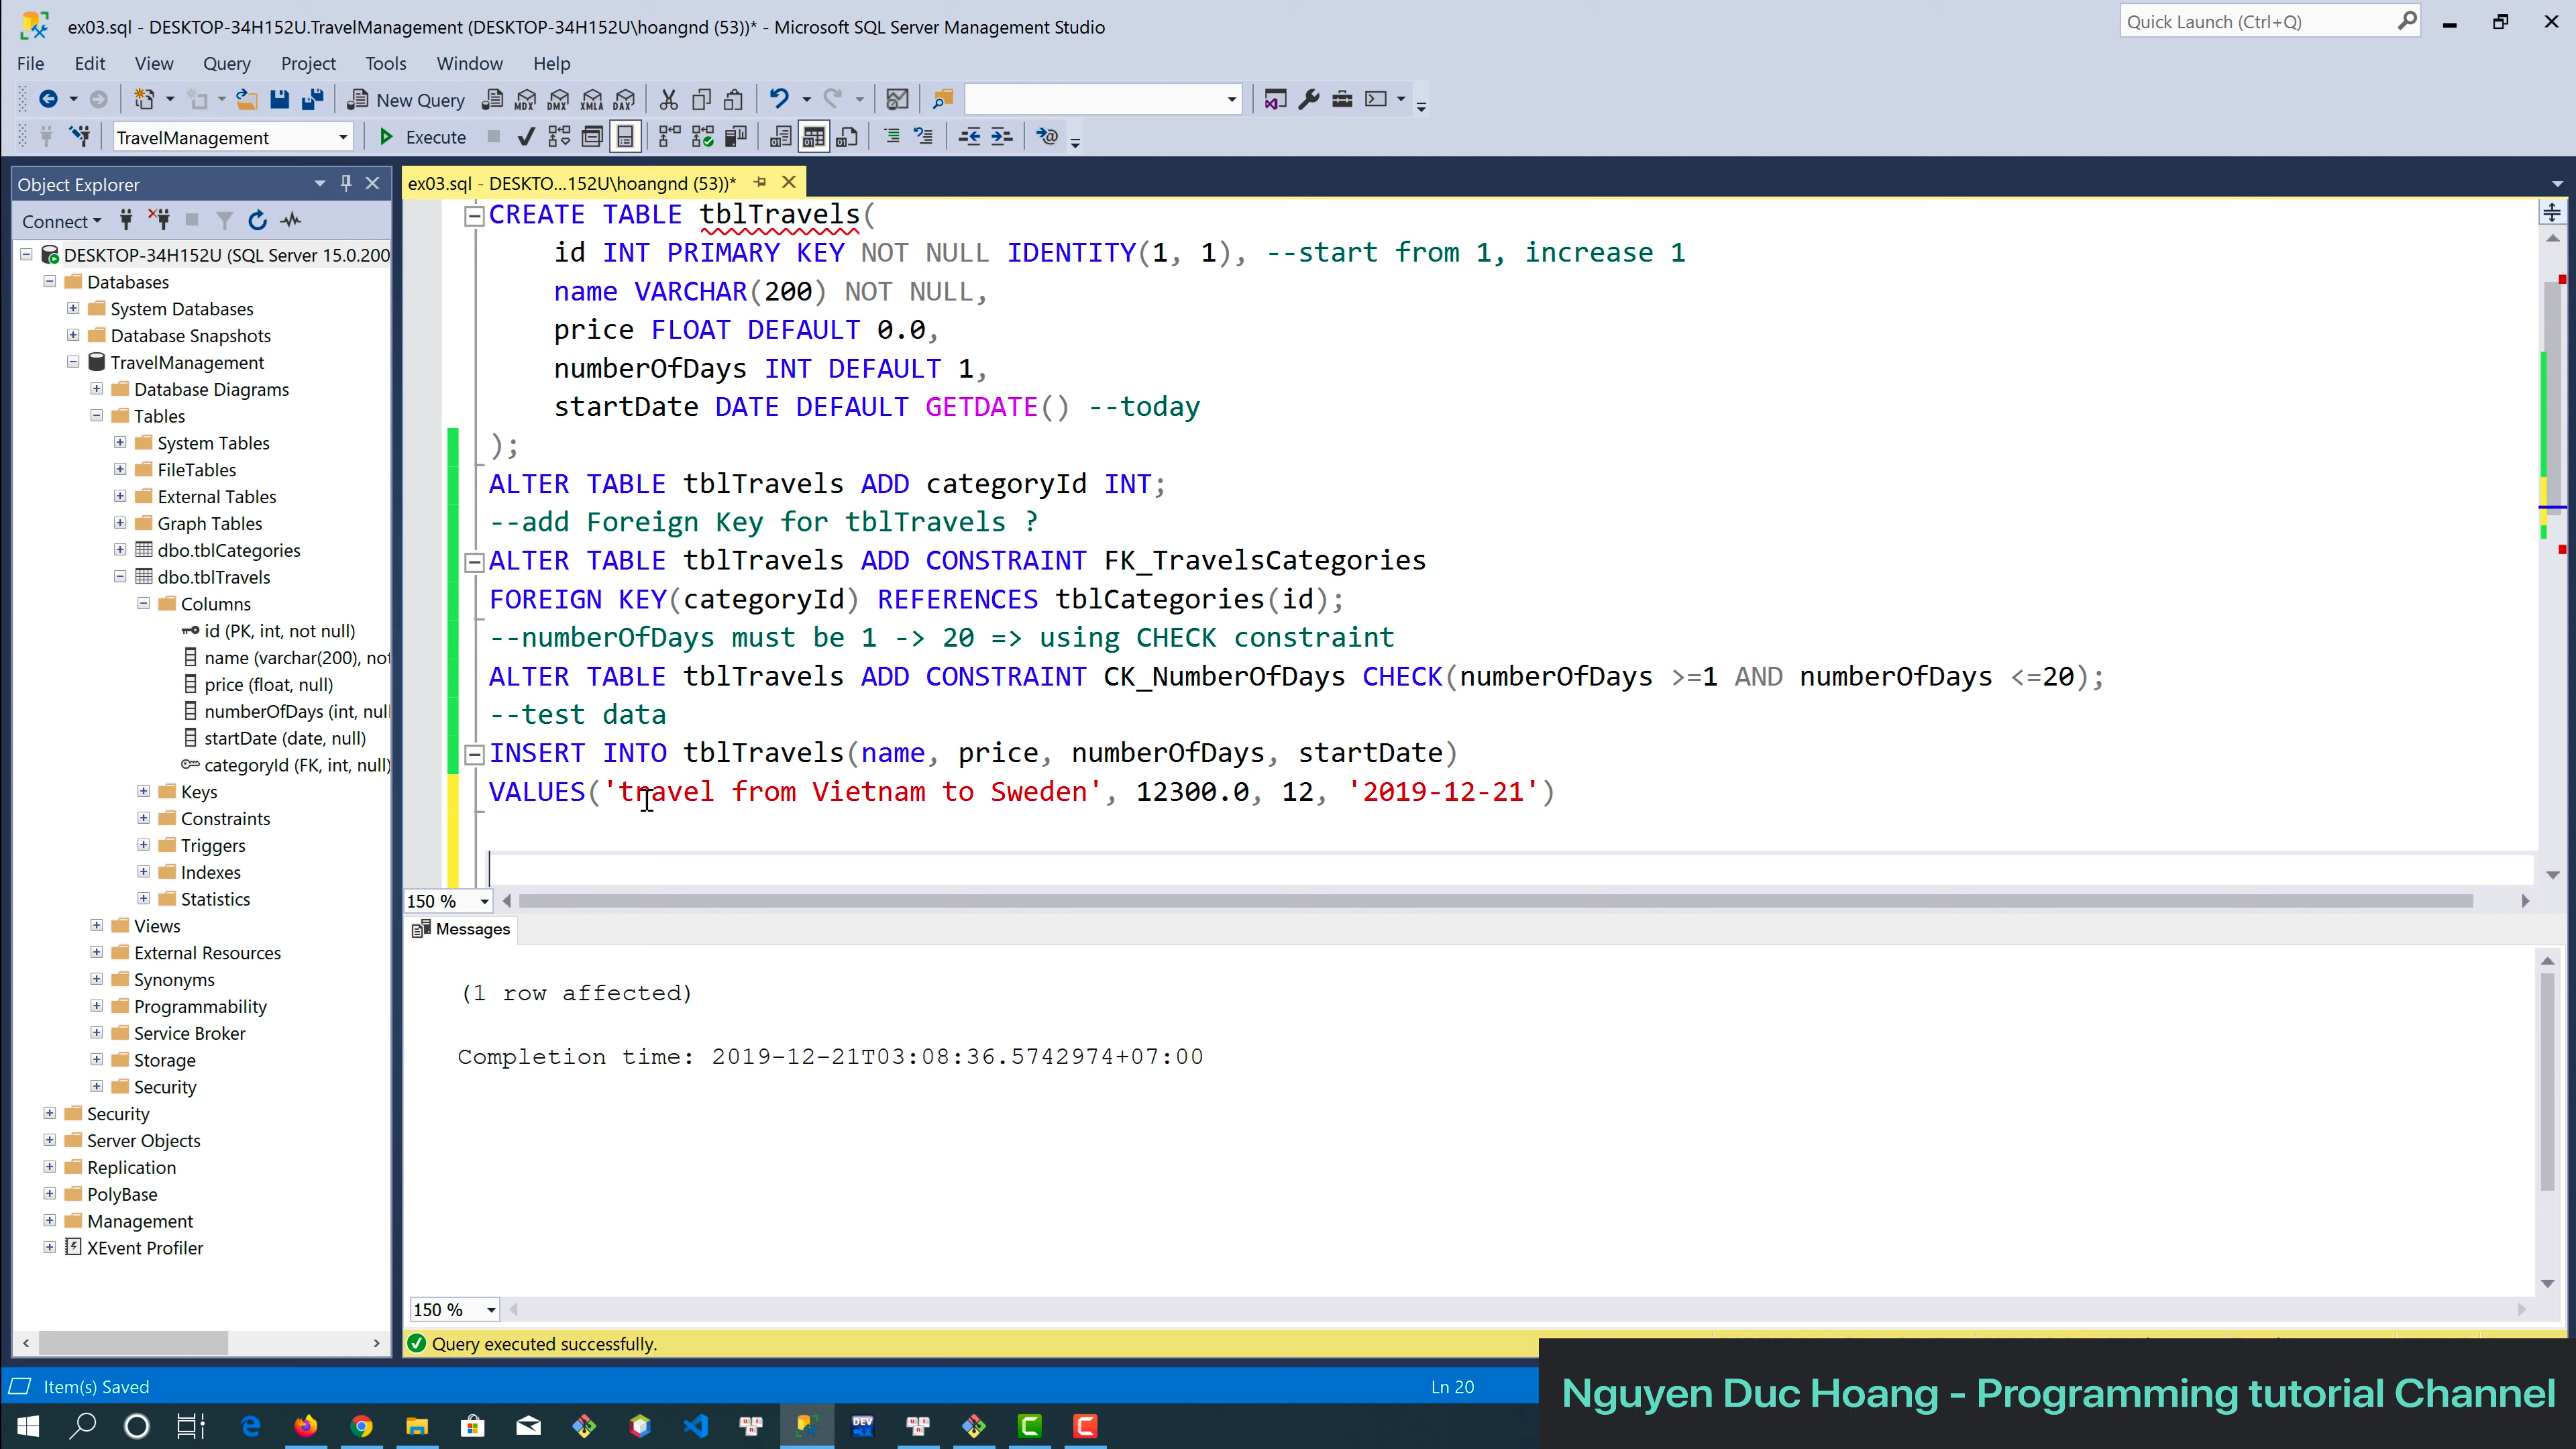 ex03.sql - DESKTOP-34H152U.TravelManagement (DESKTOP-34H152U\hoangnd (53))* - Microsoft SQL Server Management Studio
Quick Launch (Ctrl+Q)
File Edit View Query Project Tools Window Help
New Query MDX DMX XMLA DAX
TravelManagement Execute
Object Explorer
ex03.sql - DESKTO...152U\hoangnd (53))*
Connect
DESKTOP-34H152U (SQL Server 15.0.200
Databases
System Databases
Database Snapshots
TravelManagement
Database Diagrams
Tables
System Tables
FileTables
External Tables
Graph Tables
dbo.tblCategories
dbo.tblTravels
Columns
id (PK, int, not null)
name (varchar(200), not
price (float, null)
numberOfDays (int, null
startDate (date, null)
categoryId (FK, int, null)
Keys
Constraints
Triggers
Indexes
Statistics
Views
External Resources
Synonyms
Programmability
Service Broker
Storage
Security
Security
Server Objects
Replication
PolyBase
Management
XEvent Profiler
CREATE TABLE tblTravels(
id INT PRIMARY KEY NOT NULL IDENTITY(1, 1), --start from 1, increase 1
name VARCHAR(200) NOT NULL,
price FLOAT DEFAULT 0.0,
numberOfDays INT DEFAULT 1,
startDate DATE DEFAULT GETDATE() --today
);
ALTER TABLE tblTravels ADD categoryId INT;
--add Foreign Key for tblTravels ?
ALTER TABLE tblTravels ADD CONSTRAINT FK_TravelsCategories
FOREIGN KEY(categoryId) REFERENCES tblCategories(id);
--numberOfDays must be 1 -> 20 => using CHECK constraint
ALTER TABLE tblTravels ADD CONSTRAINT CK_NumberOfDays CHECK(numberOfDays >=1 AND numberOfDays <=20);
--test data
INSERT INTO tblTravels(name, price, numberOfDays, startDate)
VALUES('travel from Vietnam to Sweden', 12300.0, 12, '2019-12-21')
150 %
Messages
(1 row affected)
Completion time: 2019-12-21T03:08:36.5742974+07:00
150 %
Query executed successfully.
Item(s) Saved
Ln 20
Nguyen Duc Hoang - Programming tutorial Channel
DEV